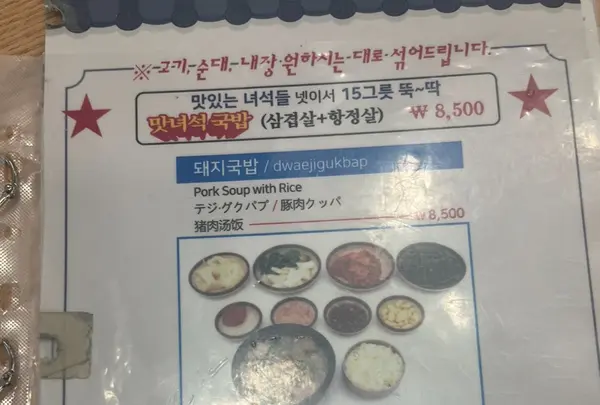 ※-고기,-순대,-내장·원하시는·대로·섞어드립니다.
맛있는 녀석들 넷이서 15그릇 뚝~딱
맛녀석 국밥 (삼겹살+항정살) ₩ 8,500
돼지국밥 / dwaejigukbap
Pork Soup with Rice
テジ·グクパプ / 豚肉クッパ
猪肉汤饭 ₩8,500